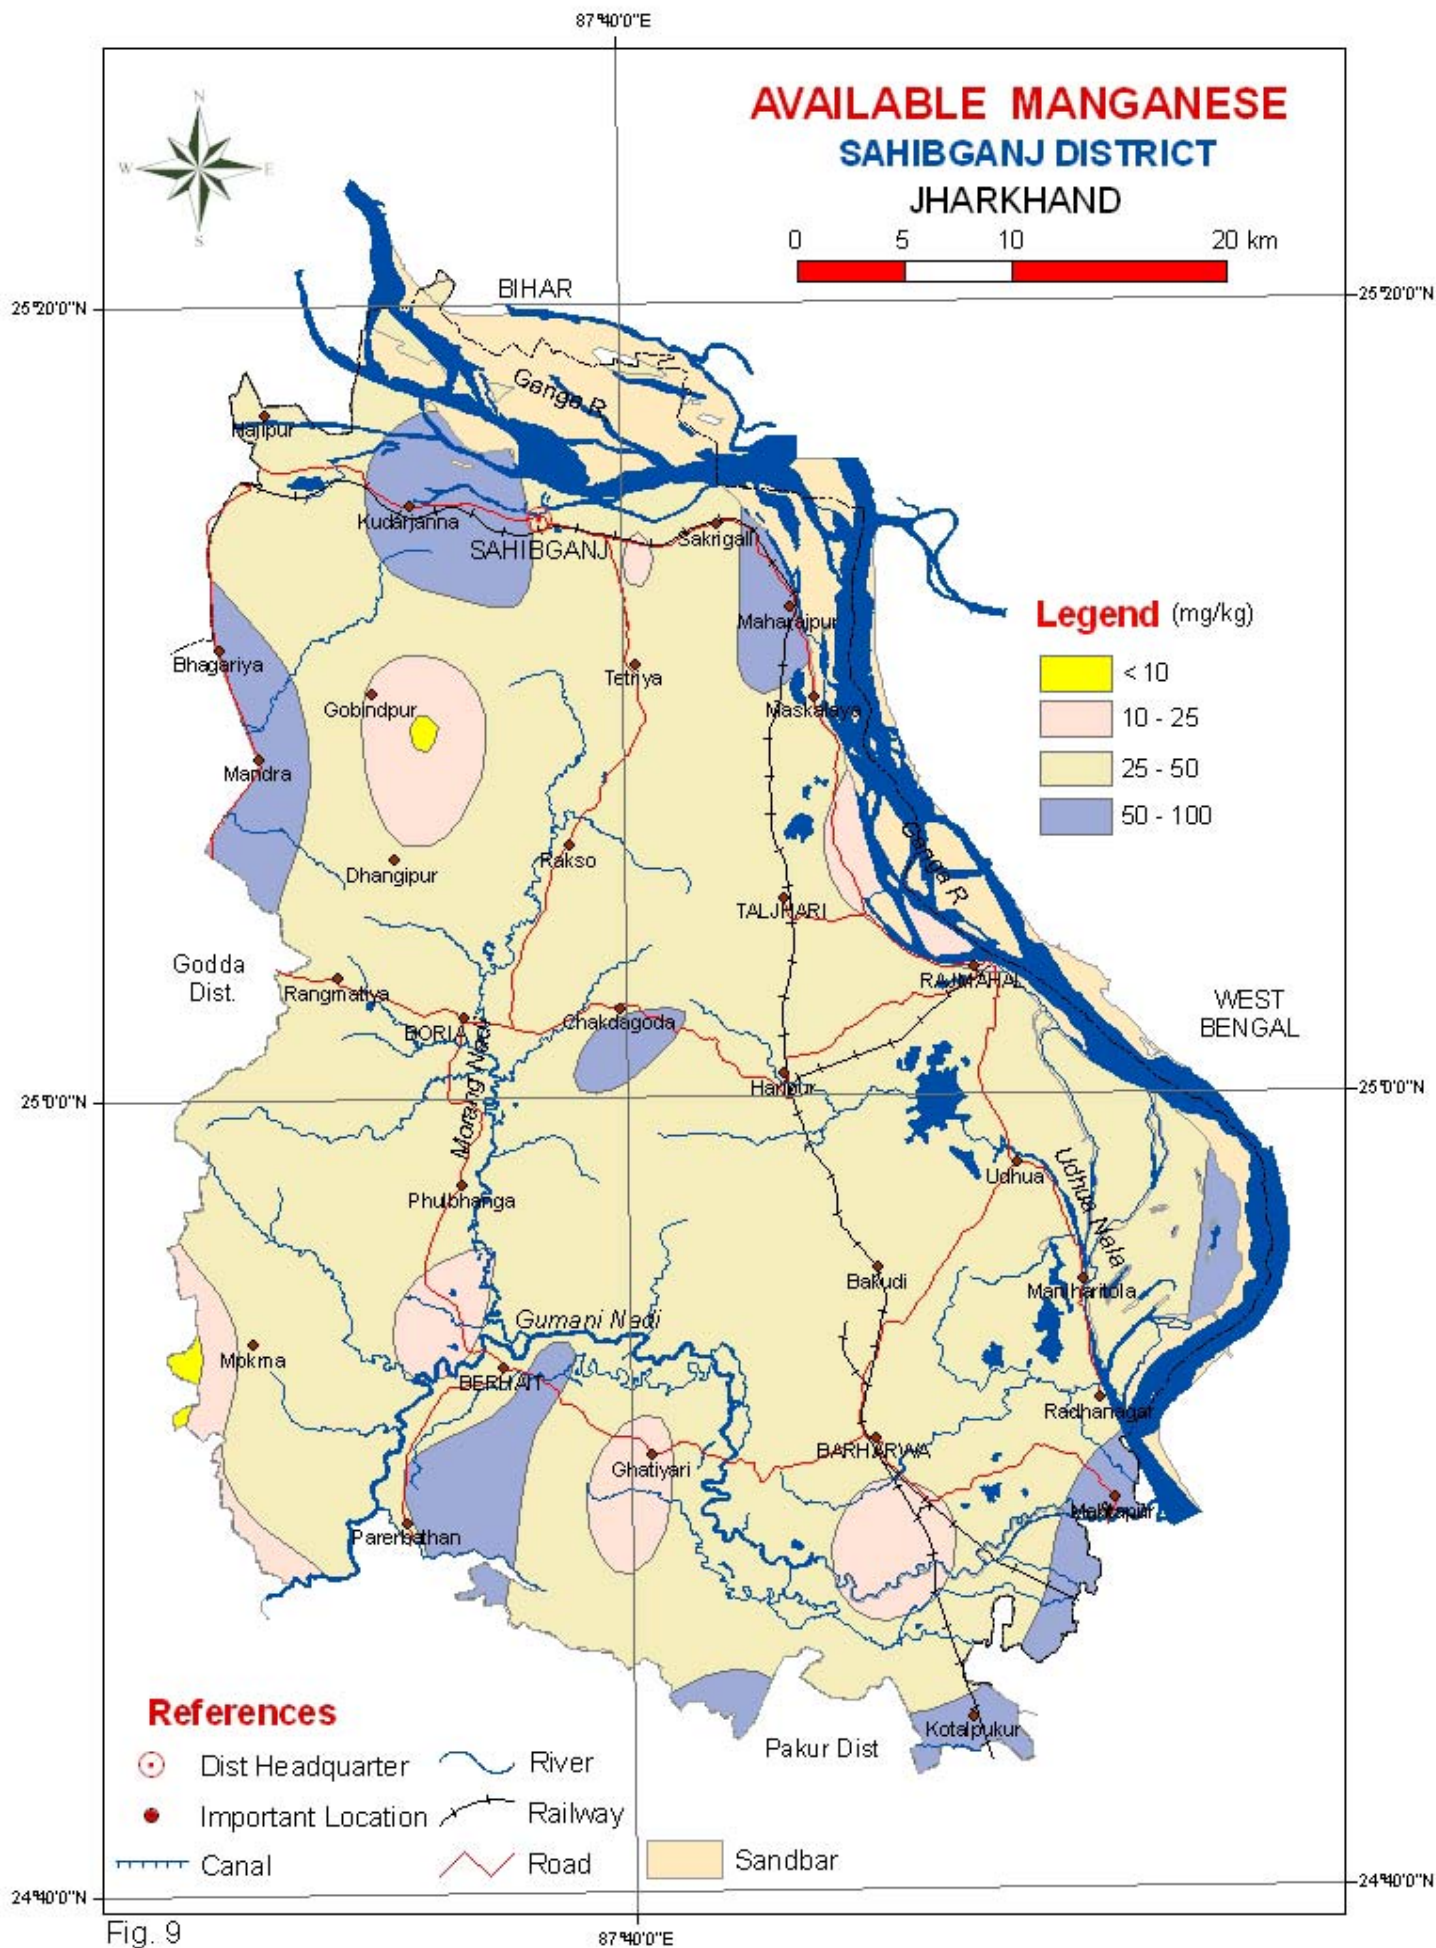 87°40'0"E
AVAILABLE MANGANESE
SAHIBGANJ DISTRICT
JHARKHAND
0 5 10 20 km
N
W E
S
BIHAR
25°20'0"N
25°20'0"N
Ganga R
Hajipur
Kudarjanna
SAHIBGANJ
Sakrigali
Maharajpur
Legend (mg/kg)
< 10
10 - 25
25 - 50
50 - 100
Bhagariya
Tetriya
Gobindpur
Maskalaya
Mandra
Ganga R
Dhangipur
Rakso
TALJHARI
Godda
Dist.
Rangmatiya
RAJMAHAL
WEST
BENGAL
BORIA
Chakdagoda
Morang Nadi
Haripur
25°0'0"N
25°0'0"N
Udhua
Udhua Nala
Phulbhanga
Bakudi
Maniharitola
Gumani Nadi
Mokma
BERHAIT
Radhanagar
BARHARWA
Ghatiyari
Parerbathan
Kotalpukur
Pakur Dist
References
Dist Headquarter
River
Important Location
Railway
Canal
Road
Sandbar
24°40'0"N
24°40'0"N
Fig. 9
87°40'0"E